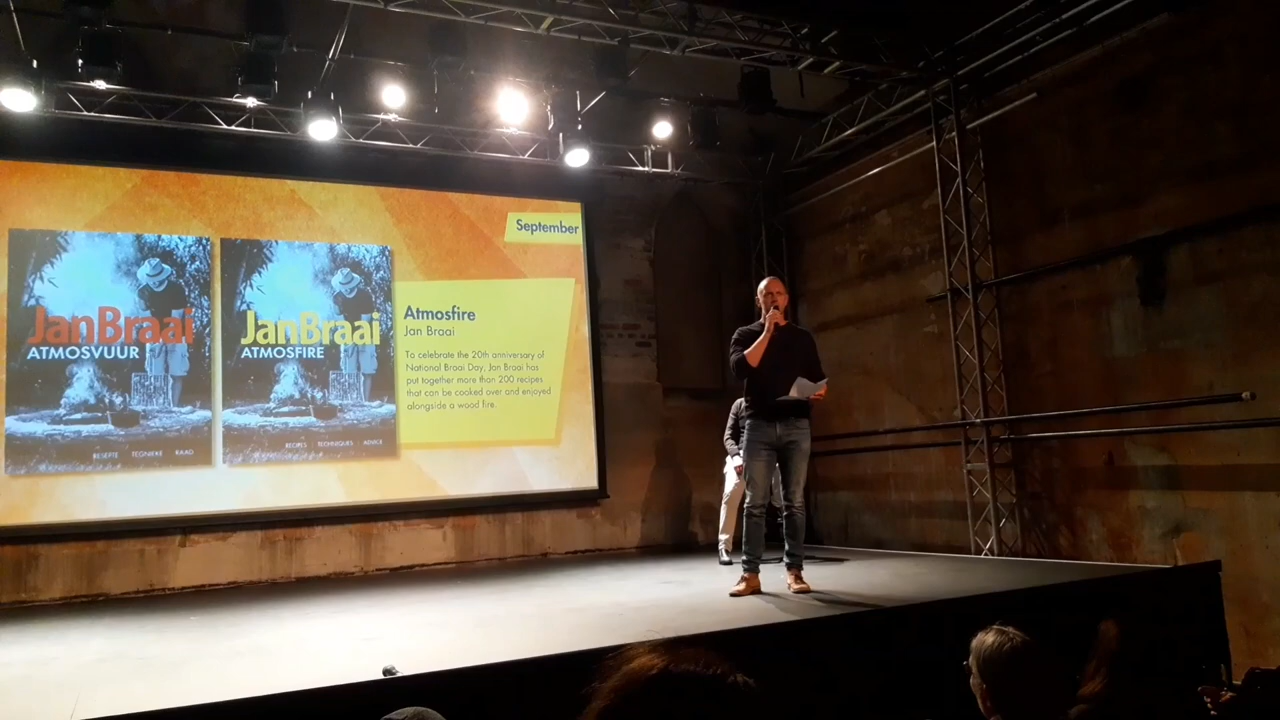 September
JanBraai
ATMOSVUUR
RESEPTE TEGNIEKE RAAD
JanBraai
ATMOSFIRE
RECIPES TECHNIQUES ADVICE
Atmosfire
Jan Braai
To celebrate the 20th anniversary of
National Braai Day, Jan Braai has
put together more than 200 recipes
that can be cooked over and enjoyed
alongside a wood fire.